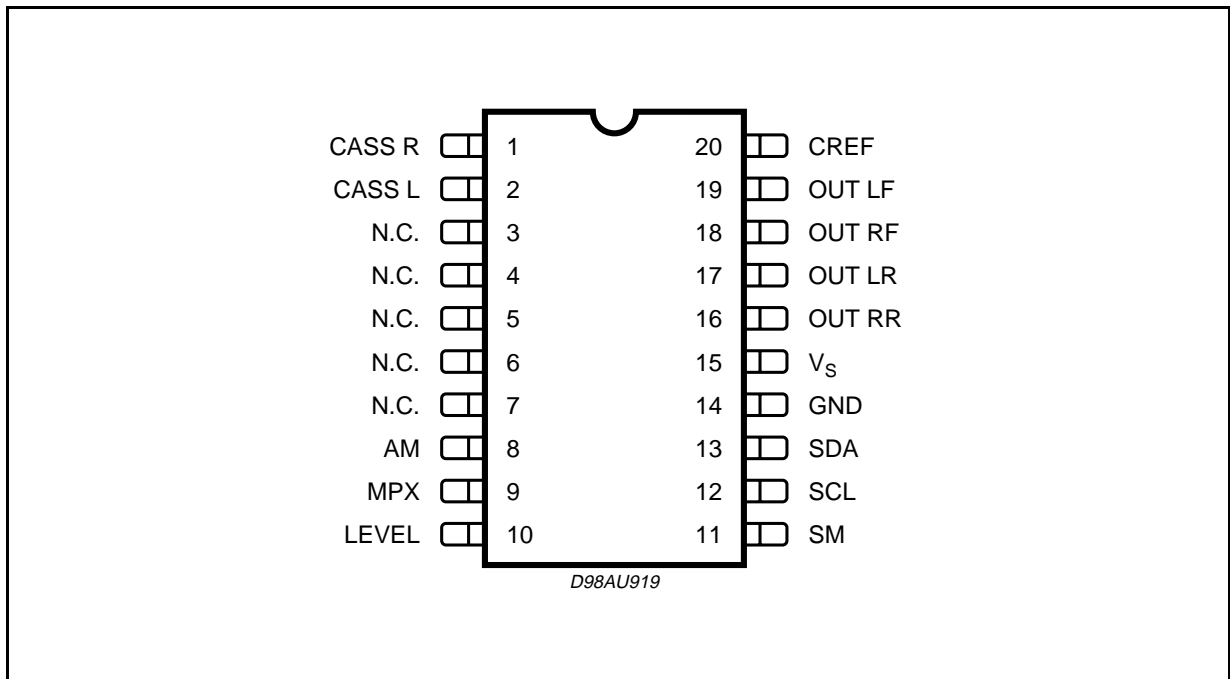 CASS R 1 20 CREF
CASS L 2 19 OUT LF
N.C. 3 18 OUT RF
N.C. 4 17 OUT LR
N.C. 5 16 OUT RR
N.C. 6 15 VS
N.C. 7 14 GND
AM 8 13 SDA
MPX 9 12 SCL
LEVEL 10 11 SM
D98AU919